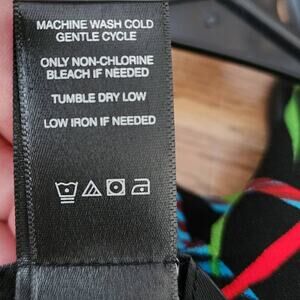 MACHINE WASH COLD
GENTLE CYCLE
ONLY NON-CHLORINE
BLEACH IF NEEDED
TUMBLE DRY LOW
LOW IRON IF NEEDED